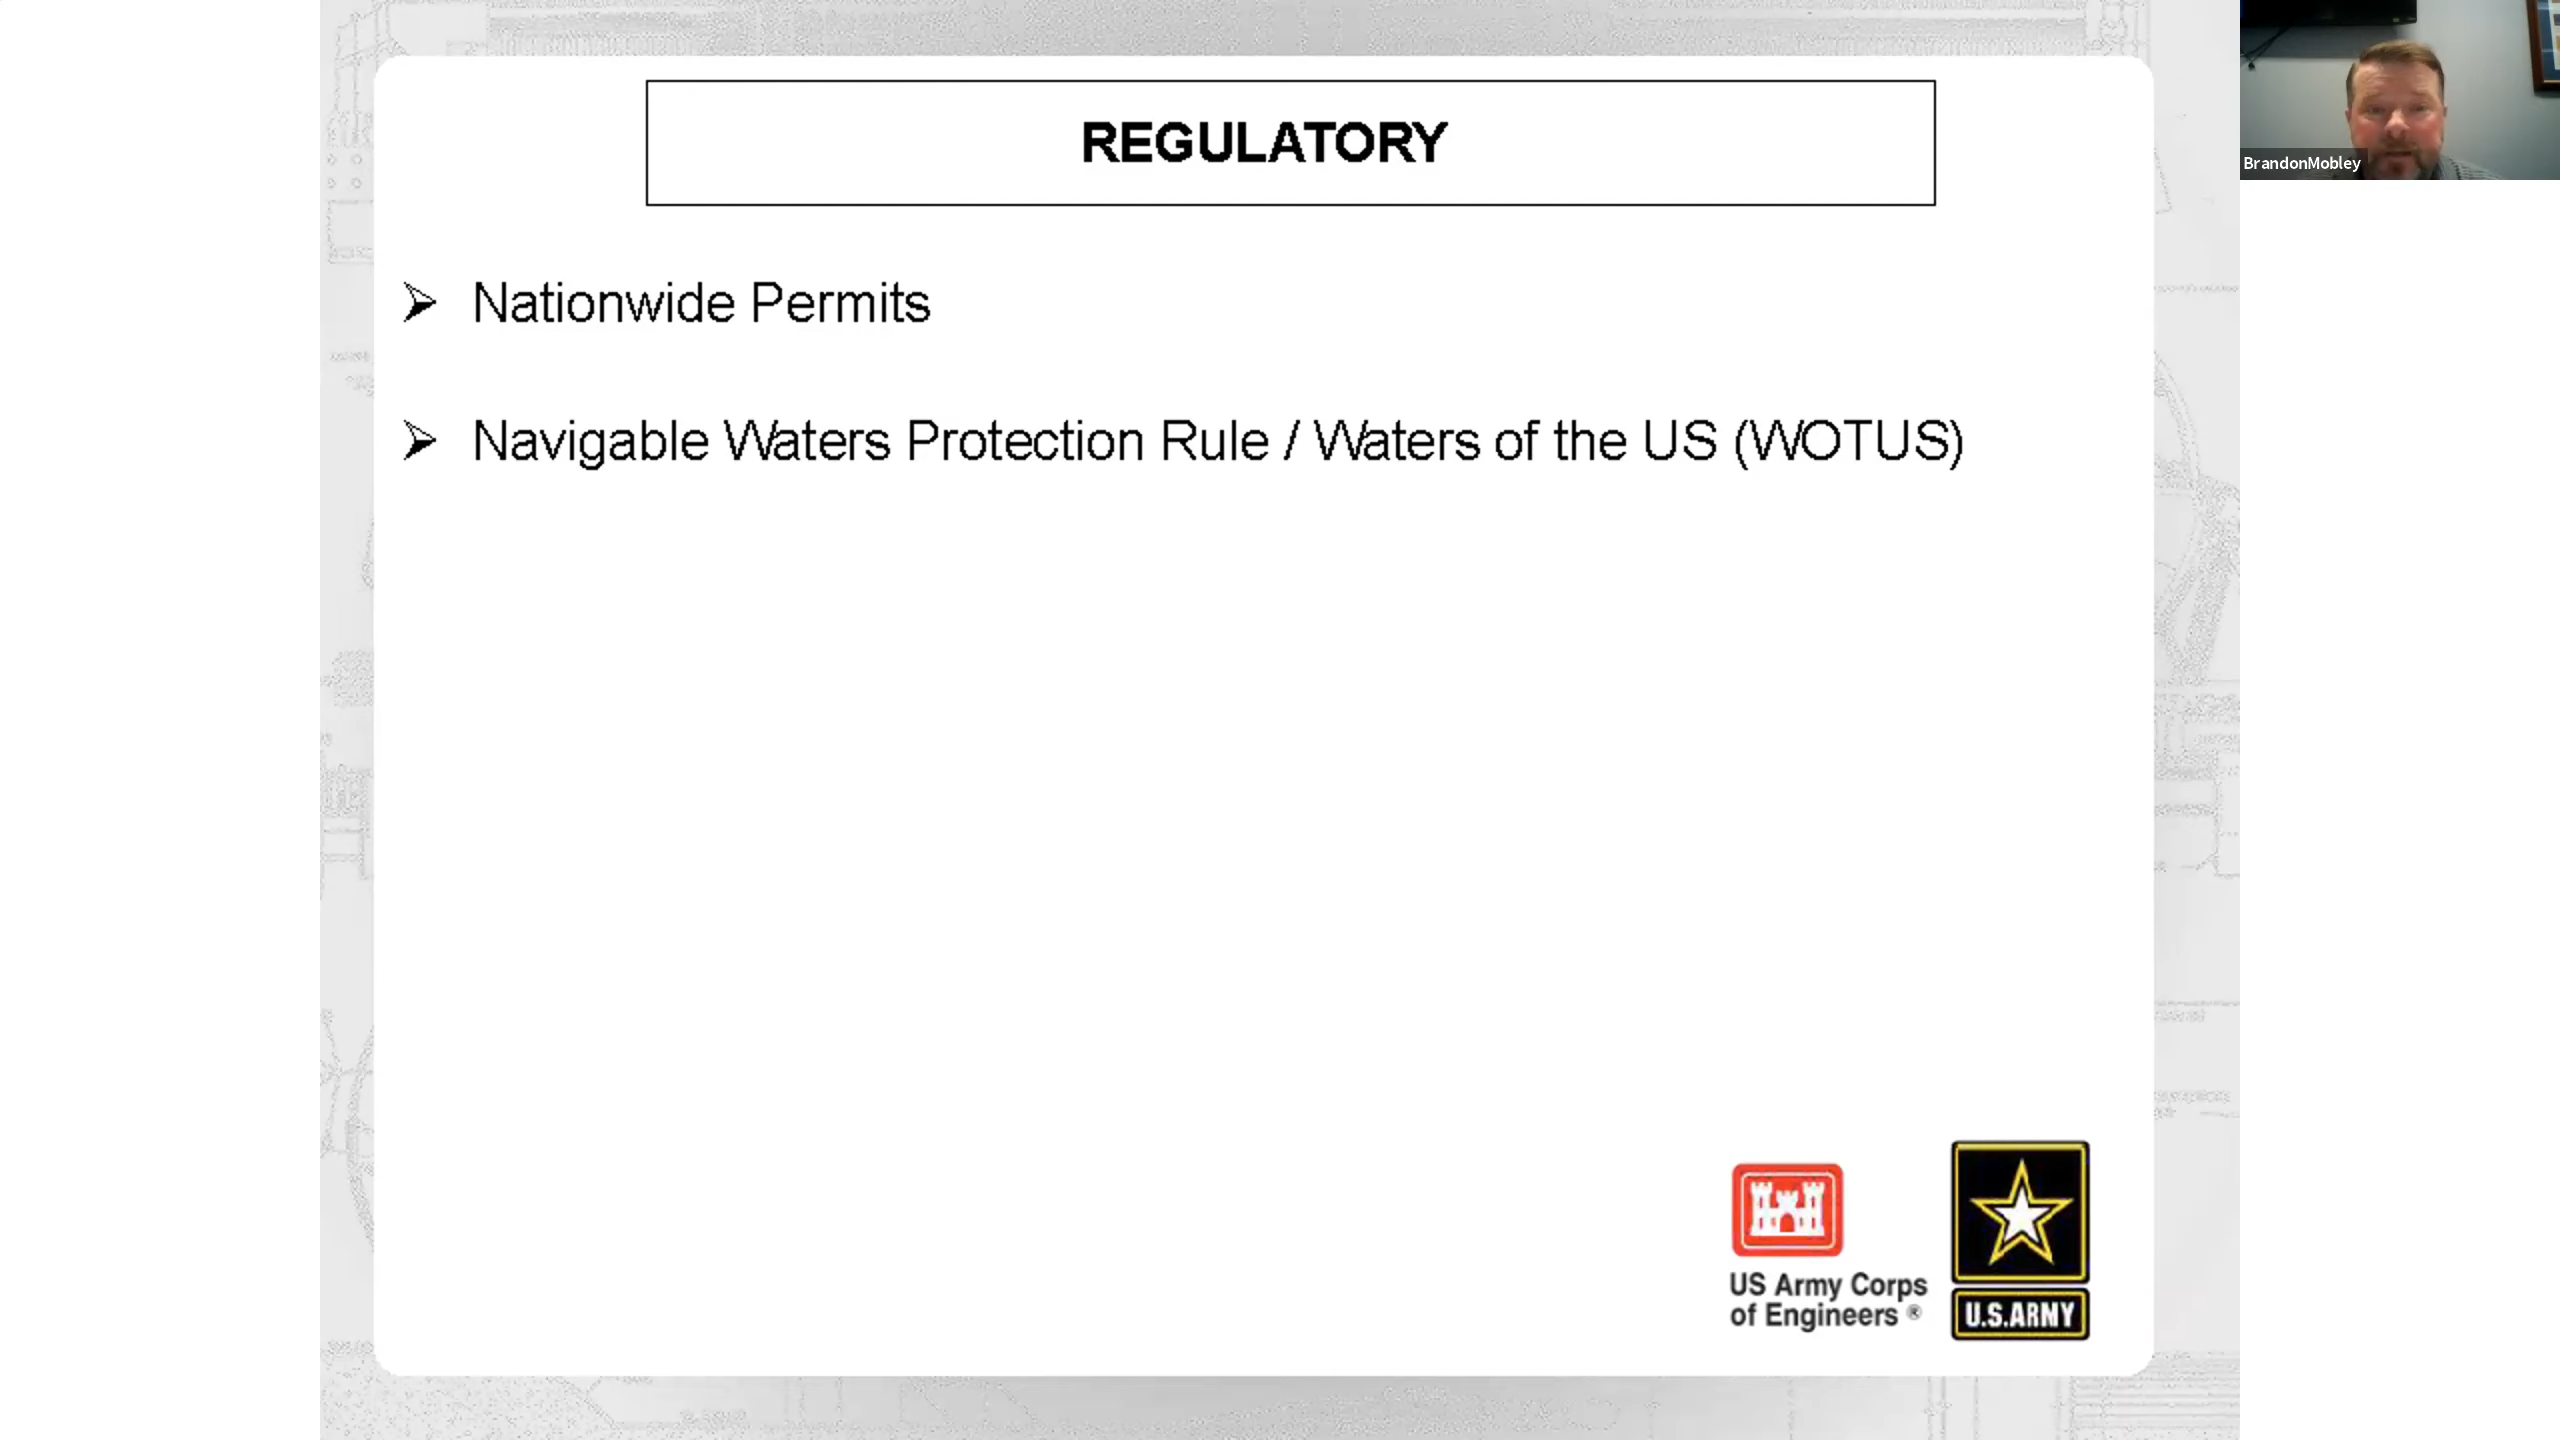 REGULATORY
BrandonMobley
Nationwide Permits
Navigable Waters Protection Rule / Waters of the US (WOTUS)
US Army Corps
of Engineers ®
U.S.ARMY